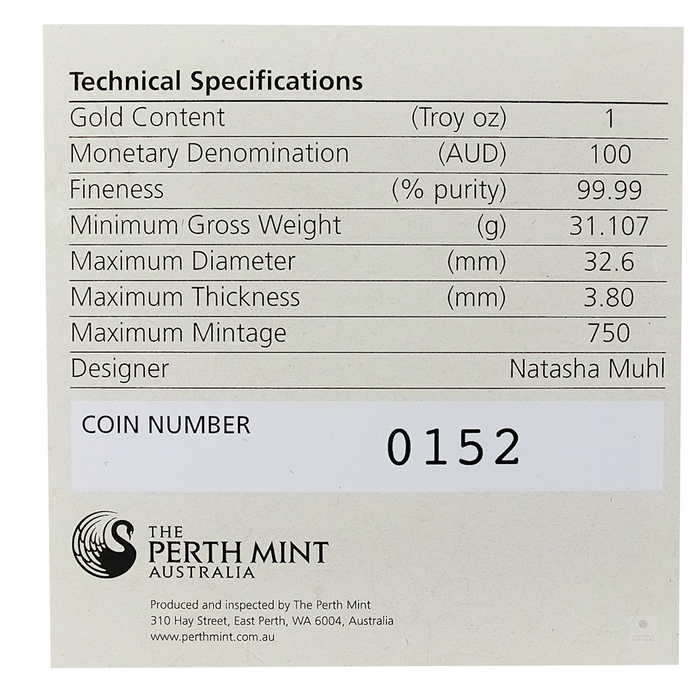 Technical Specifications
Gold Content (Troy oz) 1
Monetary Denomination (AUD) 100
Fineness (% purity) 99.99
Minimum Gross Weight (g) 31.107
Maximum Diameter (mm) 32.6
Maximum Thickness (mm) 3.80
Maximum Mintage 750
Designer Natasha Muhl
COIN NUMBER 0152
THE
PERTH MINT
AUSTRALIA
Produced and inspected by The Perth Mint
310 Hay Street, East Perth, WA 6004, Australia
www.perthmint.com.au